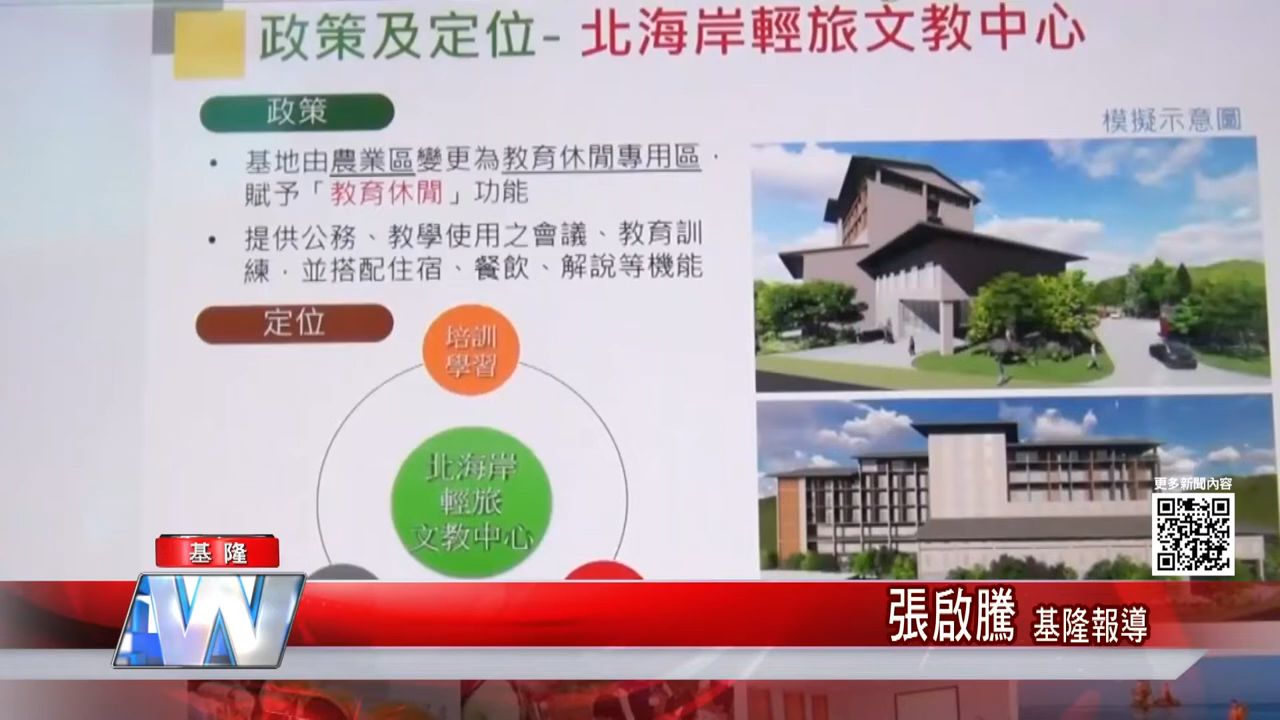 政策及定位-北海岸輕旅文教中心
政策
模擬示意圖
• 基地由農業區變更為教育休閒專用區，
賦予「教育休閒」功能
• 提供公務、教學使用之會議、教育訓
練，並搭配住宿、餐飲、解說等機能
定位
培訓
學習
北海岸
輕旅
文教中心
更多新聞內容
基隆
W
張啟騰 基隆報導